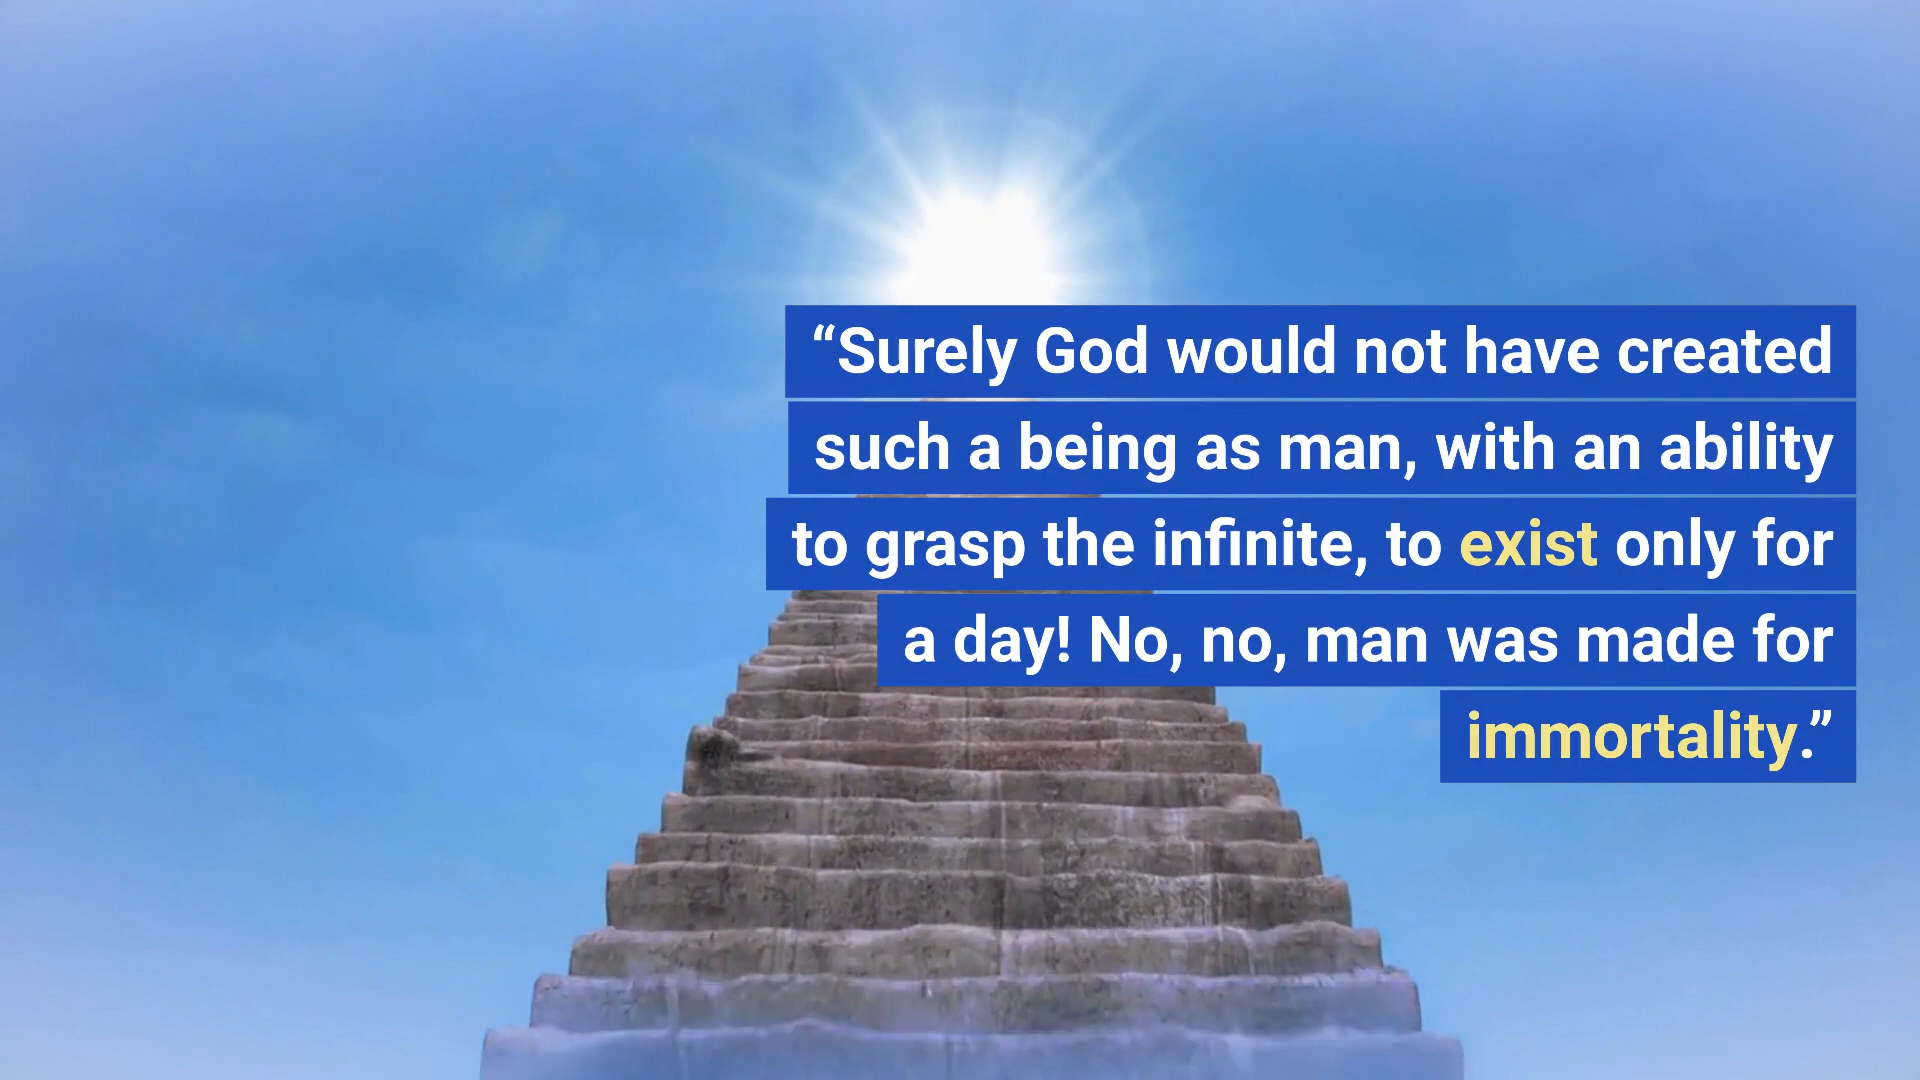 “Surely God would not have created
such a being as man, with an ability
to grasp the infinite, to exist only for
a day! No, no, man was made for
immortality.”